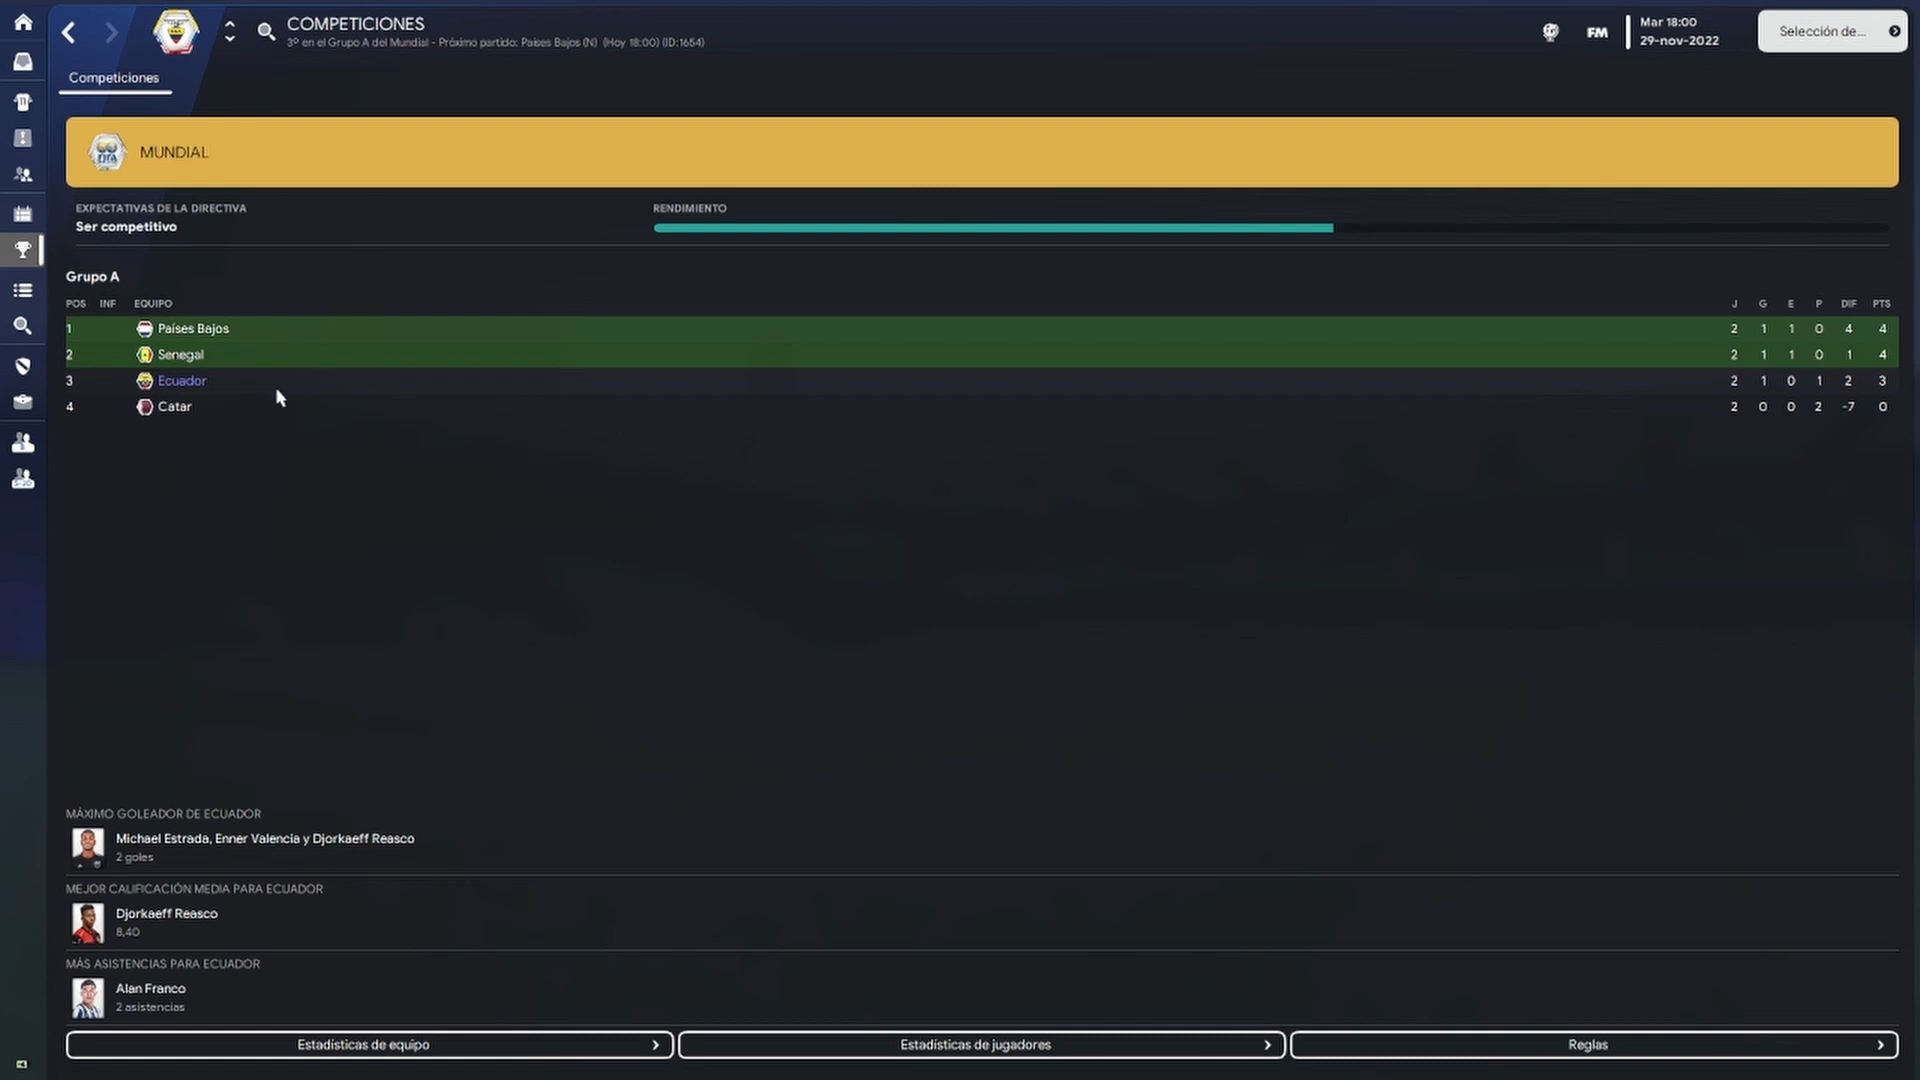 COMPETICIONES
3º en el Grupo A del Mundial - Próximo partido: Países Bajos (N) (Hoy 18:00) (ID:1654)
FM
Mar 18:00
29-nov-2022
Selección de...
Competiciones
MUNDIAL
EXPECTATIVAS DE LA DIRECTIVA
Ser competitivo
RENDIMIENTO
Grupo A
POS INF EQUIPO J G E P DIF PTS
1 Países Bajos 2 1 1 0 4 4
2 Senegal 2 1 1 0 1 4
3 Ecuador 2 1 0 1 2 3
4 Catar 2 0 0 2 -7 0
MÁXIMO GOLEADOR DE ECUADOR
Michael Estrada, Enner Valencia y Djorkaeff Reasco
2 goles
MEJOR CALIFICACIÓN MEDIA PARA ECUADOR
Djorkaeff Reasco
8,40
MÁS ASISTENCIAS PARA ECUADOR
Alan Franco
2 asistencias
Estadísticas de equipo
Estadísticas de jugadores
Reglas